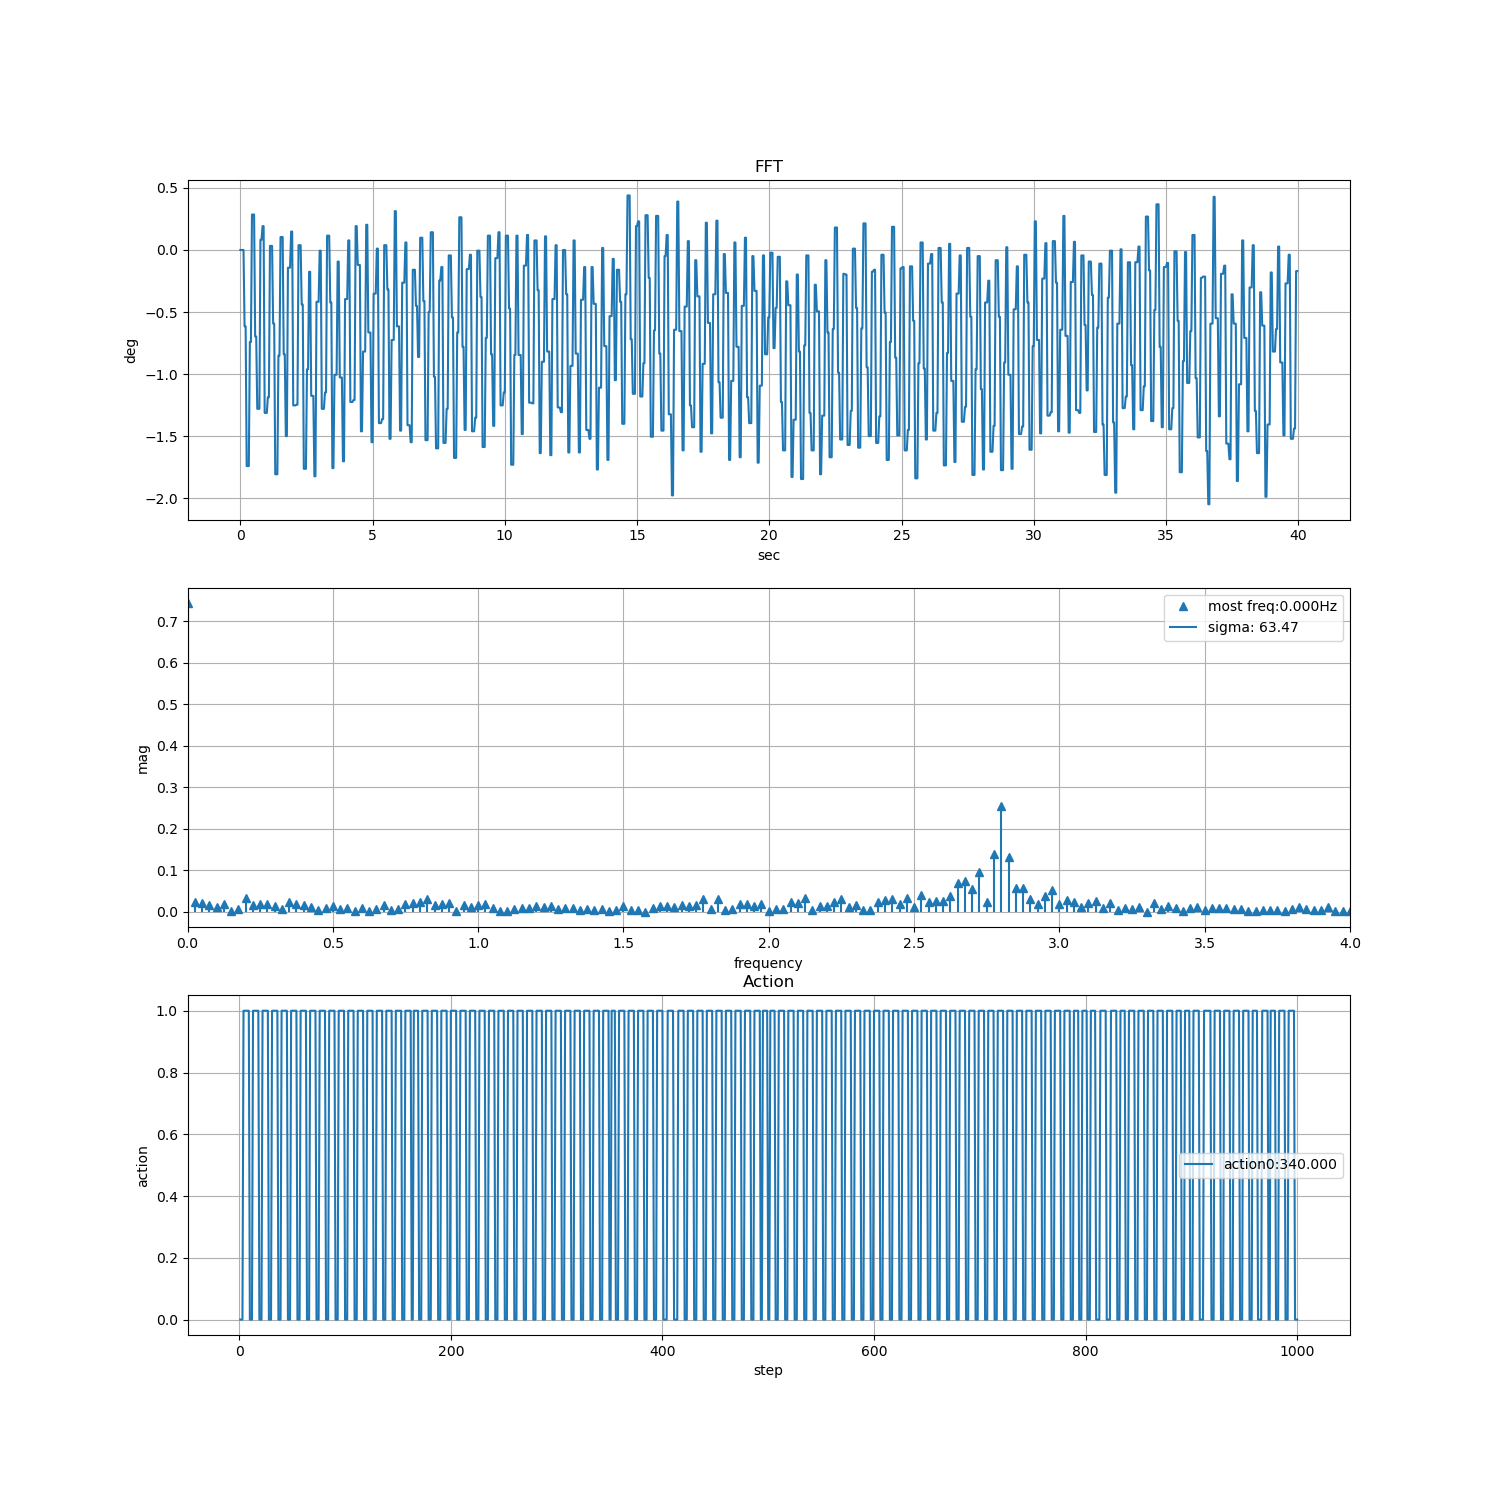 FFT
0.5
0.0
−0.5
−1.0
−1.5
−2.0
deg
0 5 10 15 20 25 30 35 40
sec
most freq:0.000Hz
sigma: 63.47
0.7
0.6
0.5
0.4
0.3
0.2
0.1
0.0
mag
0.0 0.5 1.0 1.5 2.0 2.5 3.0 3.5 4.0
frequency
Action
1.0
0.8
0.6
0.4
0.2
0.0
action
action0:340.000
0 200 400 600 800 1000
step